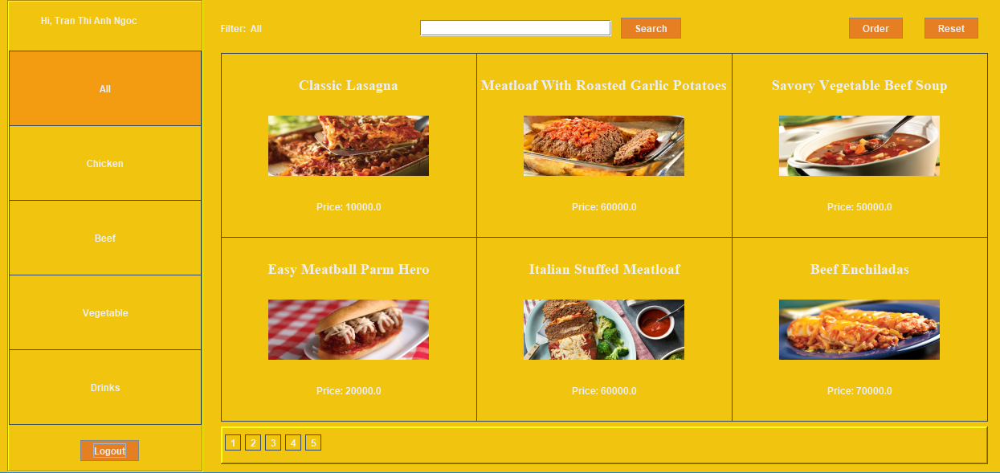 Hi, Tran Thi Anh Ngoc
Filter: All
Search
Order
Reset
All
Chicken
Beef
Vegetable
Drinks
Logout
Classic Lasagna
Price: 10000.0
Meatloaf With Roasted Garlic Potatoes
Price: 60000.0
Savory Vegetable Beef Soup
Price: 50000.0
Easy Meatball Parm Hero
Price: 20000.0
Italian Stuffed Meatloaf
Price: 60000.0
Beef Enchiladas
Price: 70000.0
1 2 3 4 5